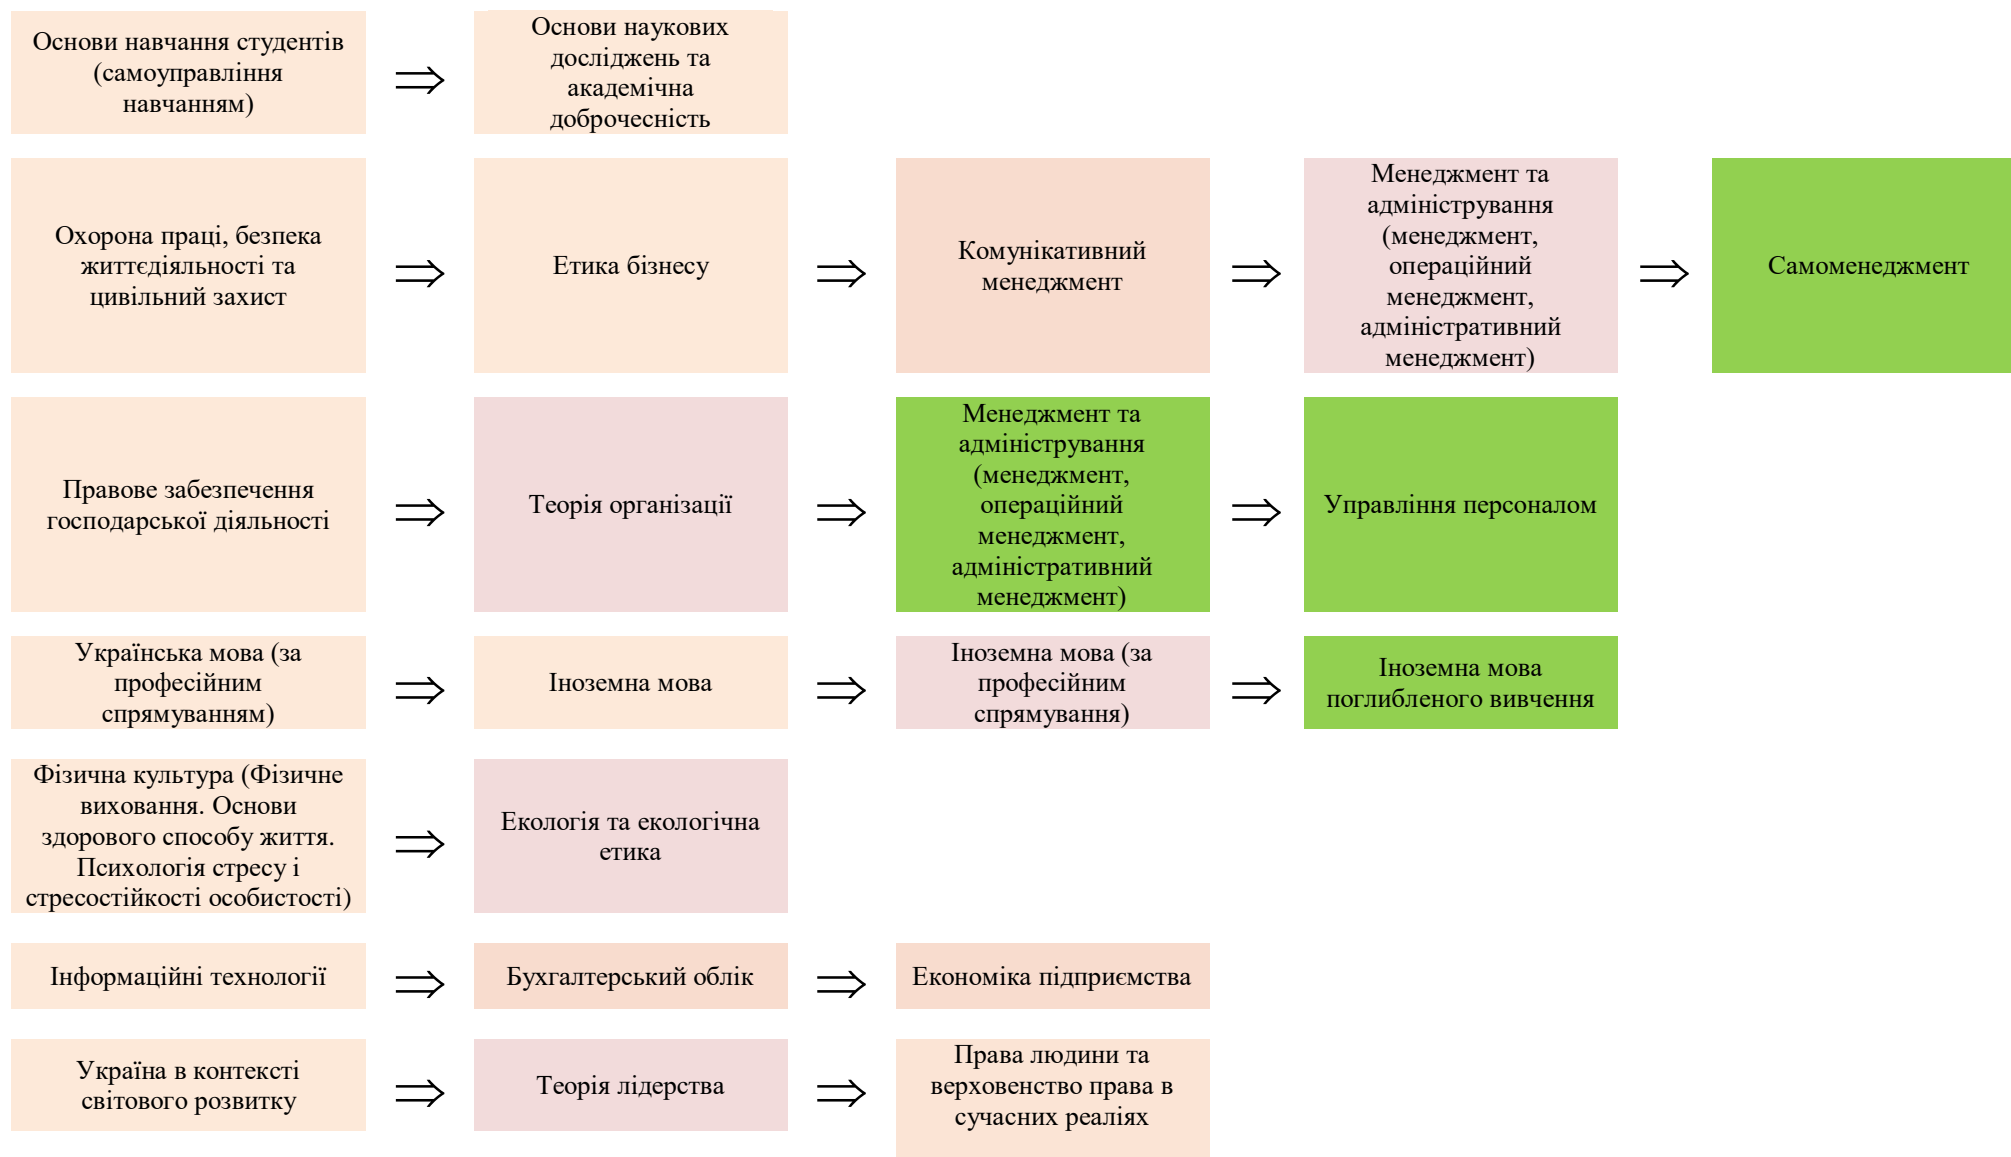 Основи навчання студентів
(самоуправління
навчанням)
Основи наукових
досліджень та
академічна
доброчесність
Охорона праці, безпека
життєдіяльності та
цивільний захист
Етика бізнесу
Комунікативний
менеджмент
Менеджмент та
адміністрування
(менеджмент,
операційний
менеджмент,
адміністративний
менеджмент)
Самоменеджмент
Правове забезпечення
господарської діяльності
Теорія організації
Менеджмент та
адміністрування
(менеджмент,
операційний
менеджмент,
адміністративний
менеджмент)
Управління персоналом
Українська мова (за
професійним
спрямуванням)
Іноземна мова
Іноземна мова (за
професійним
спрямування)
Іноземна мова
поглибленого вивчення
Фізична культура (Фізичне
виховання. Основи
здорового способу життя.
Психологія стресу і
стресостійкості особистості)
Екологія та екологічна
етика
Інформаційні технології
Бухгалтерський облік
Економіка підприємства
Україна в контексті
світового розвитку
Теорія лідерства
Права людини та
верховенство права в
сучасних реаліях